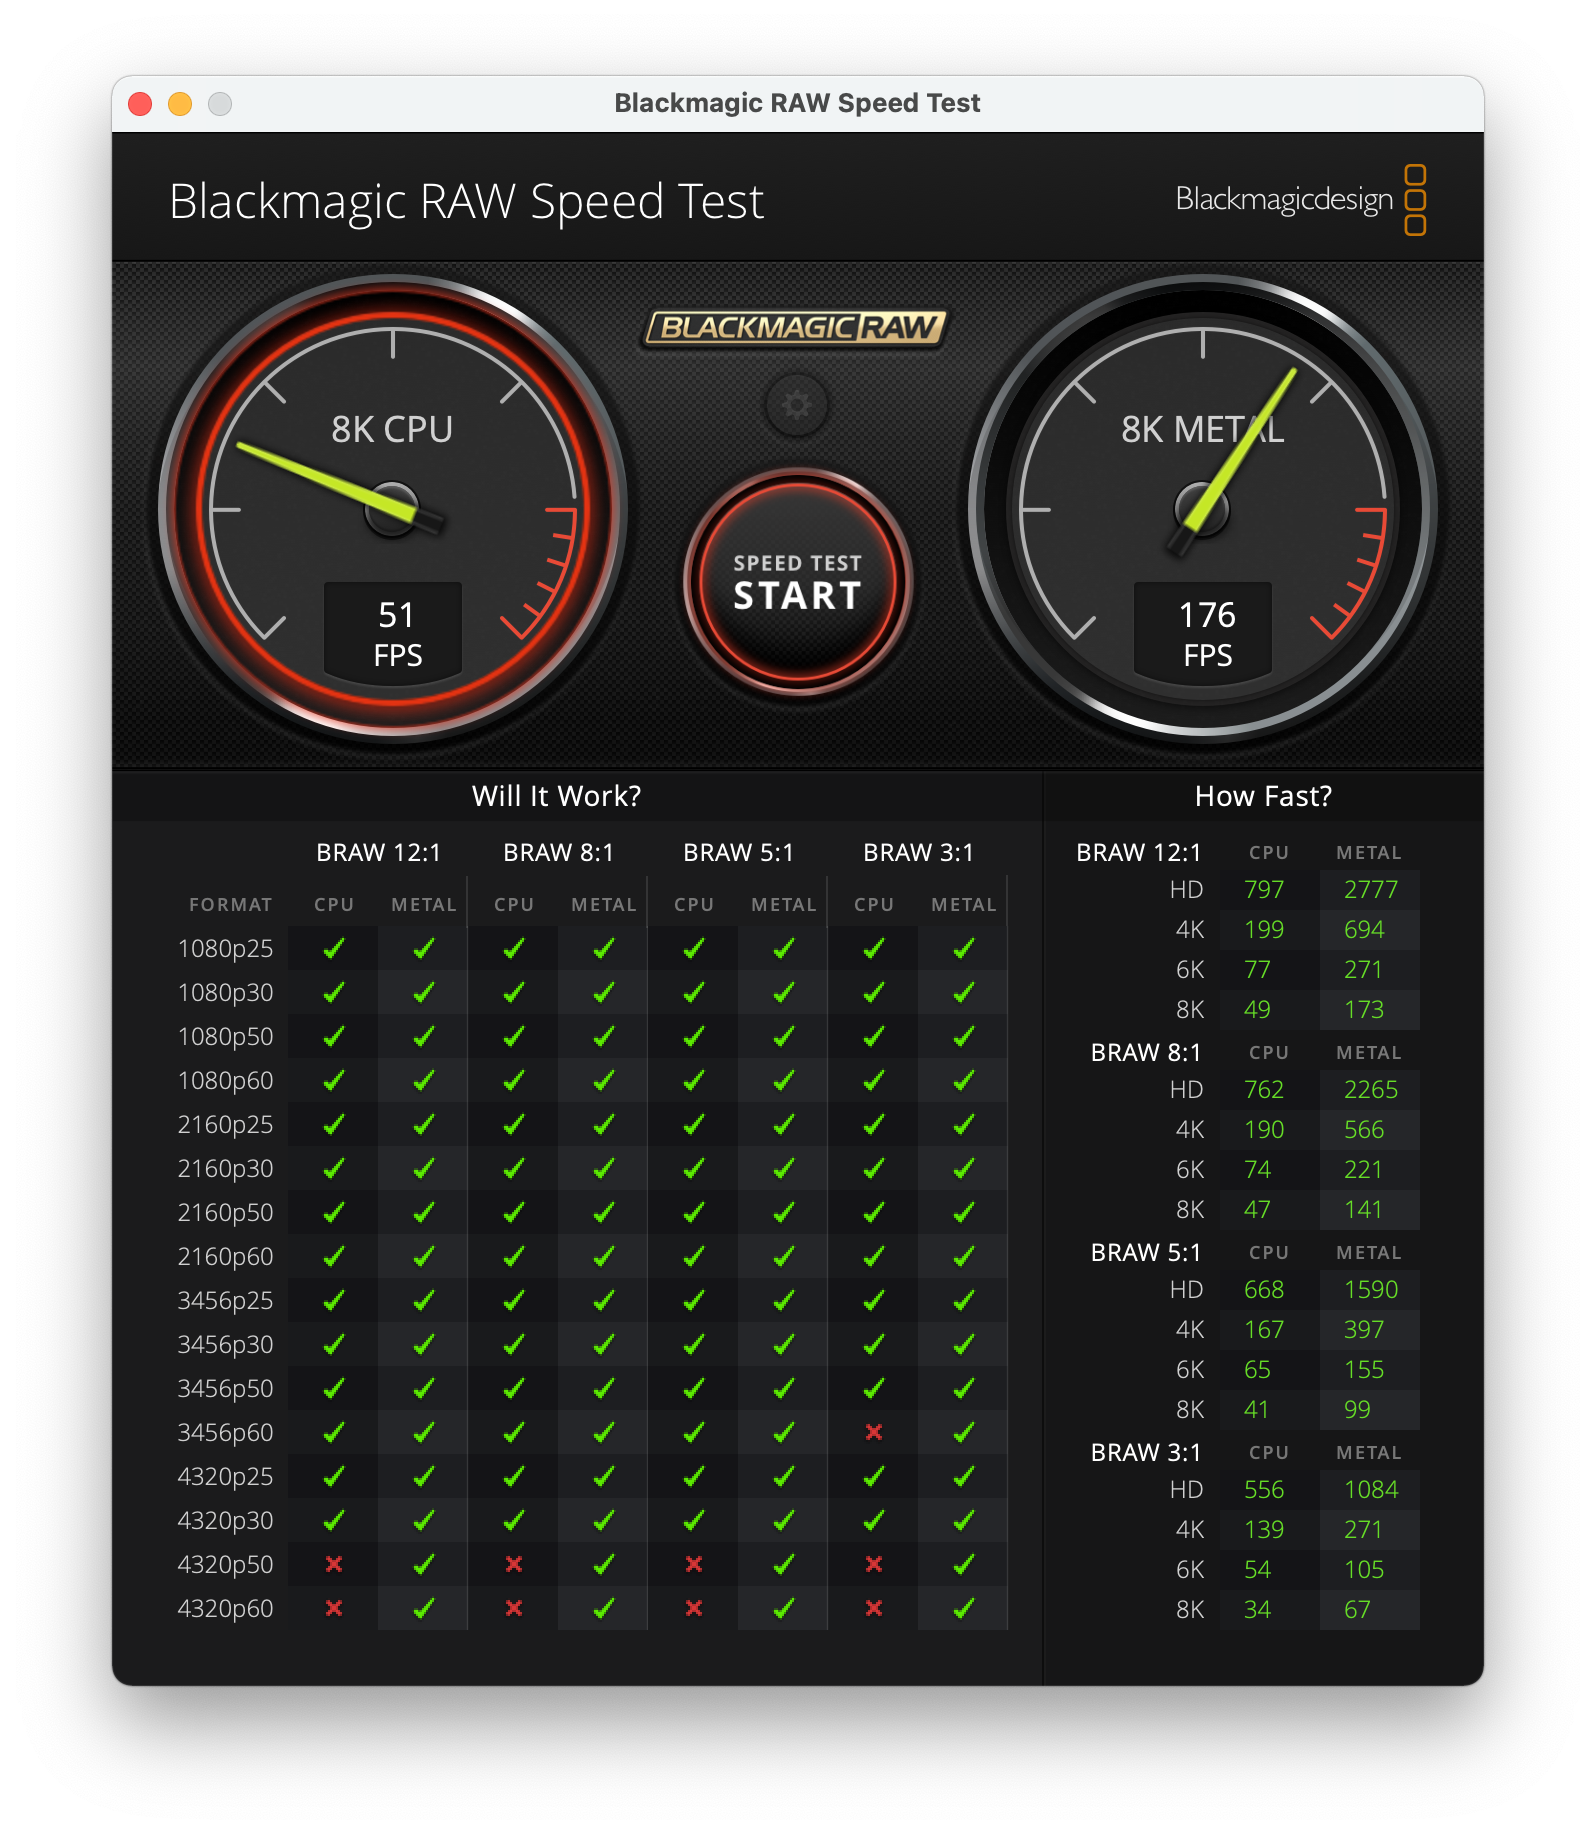 Blackmagic RAW Speed Test
Blackmagic RAW Speed Test
Blackmagicdesign
BLACKMAGIC RAW
8K CPU
51
FPS
SPEED TEST
START
8K METAL
176
FPS
Will It Work?
BRAW 12:1 BRAW 8:1 BRAW 5:1 BRAW 3:1
FORMAT CPU METAL CPU METAL CPU METAL CPU METAL
1080p25
1080p30
1080p50
1080p60
2160p25
2160p30
2160p50
2160p60
3456p25
3456p30
3456p50
3456p60
4320p25
4320p30
4320p50
4320p60
How Fast?
BRAW 12:1 CPU METAL
HD 797 2777
4K 199 694
6K 77 271
8K 49 173
BRAW 8:1 CPU METAL
HD 762 2265
4K 190 566
6K 74 221
8K 47 141
BRAW 5:1 CPU METAL
HD 668 1590
4K 167 397
6K 65 155
8K 41 99
BRAW 3:1 CPU METAL
HD 556 1084
4K 139 271
6K 54 105
8K 34 67